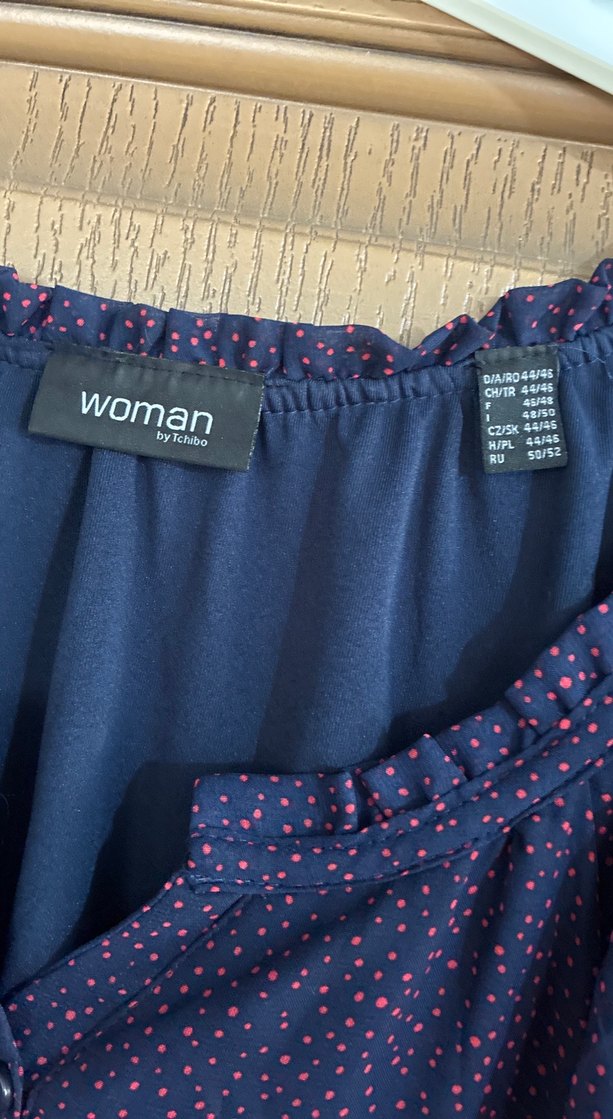 woman
by Tchibo
D/A/RO 44/46
CH/TR 44/46
F 46/48
I 48/50
CZ/SK 44/46
H/PL 44/46
RU 50/52